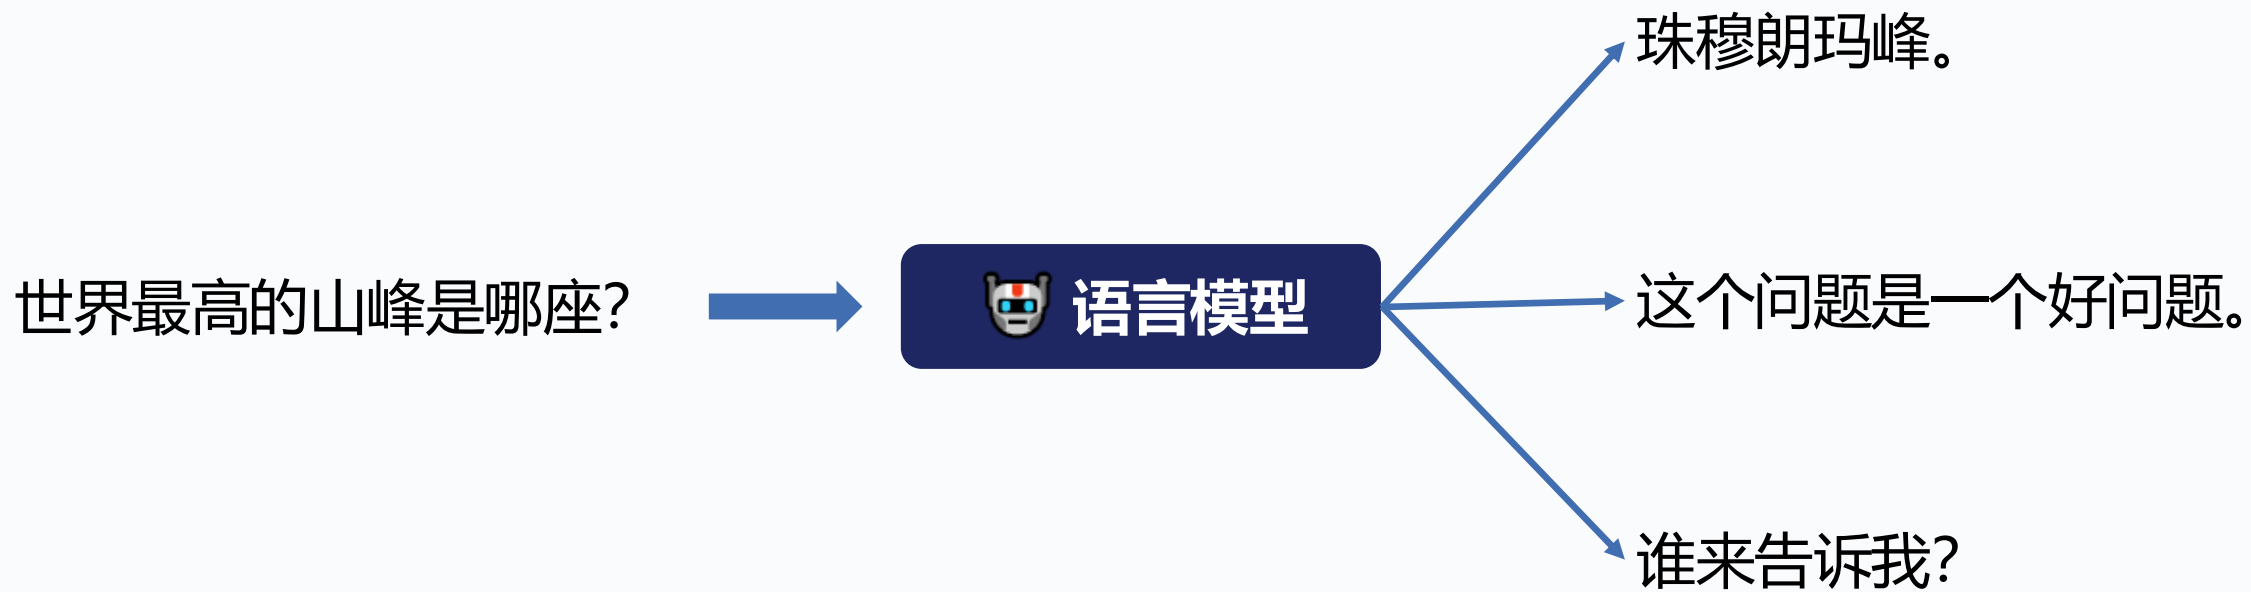 世界最高的山峰是哪座？
语言模型
珠穆朗玛峰。
这个问题是一个好问题。
谁来告诉我？